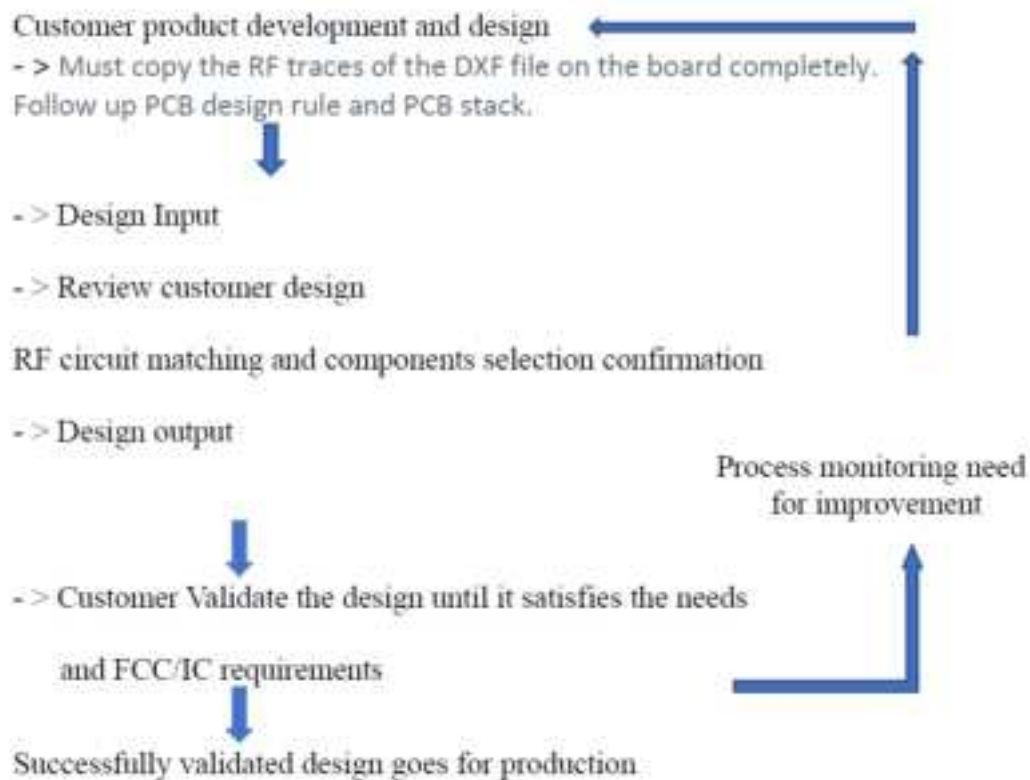 Customer product development and design
- > Must copy the RF traces of the DXF file on the board completely.
Follow up PCB design rule and PCB stack.
- > Design Input
- > Review customer design
RF circuit matching and components selection confirmation
- > Design output
Process monitoring need
for improvement
- > Customer Validate the design until it satisfies the needs
and FCC/IC requirements
Successfully validated design goes for production